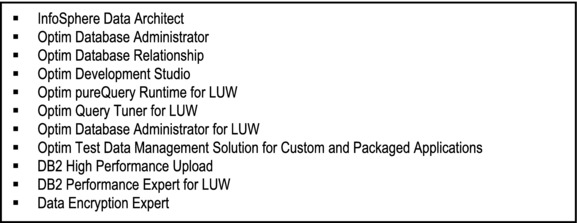 ▪ InfoSphere Data Architect
▪ Optim Database Administrator
▪ Optim Database Relationship
▪ Optim Development Studio
▪ Optim pureQuery Runtime for LUW
▪ Optim Query Tuner for LUW
▪ Optim Database Administrator for LUW
▪ Optim Test Data Management Solution for Custom and Packaged Applications
▪ DB2 High Performance Upload
▪ DB2 Performance Expert for LUW
▪ Data Encryption Expert